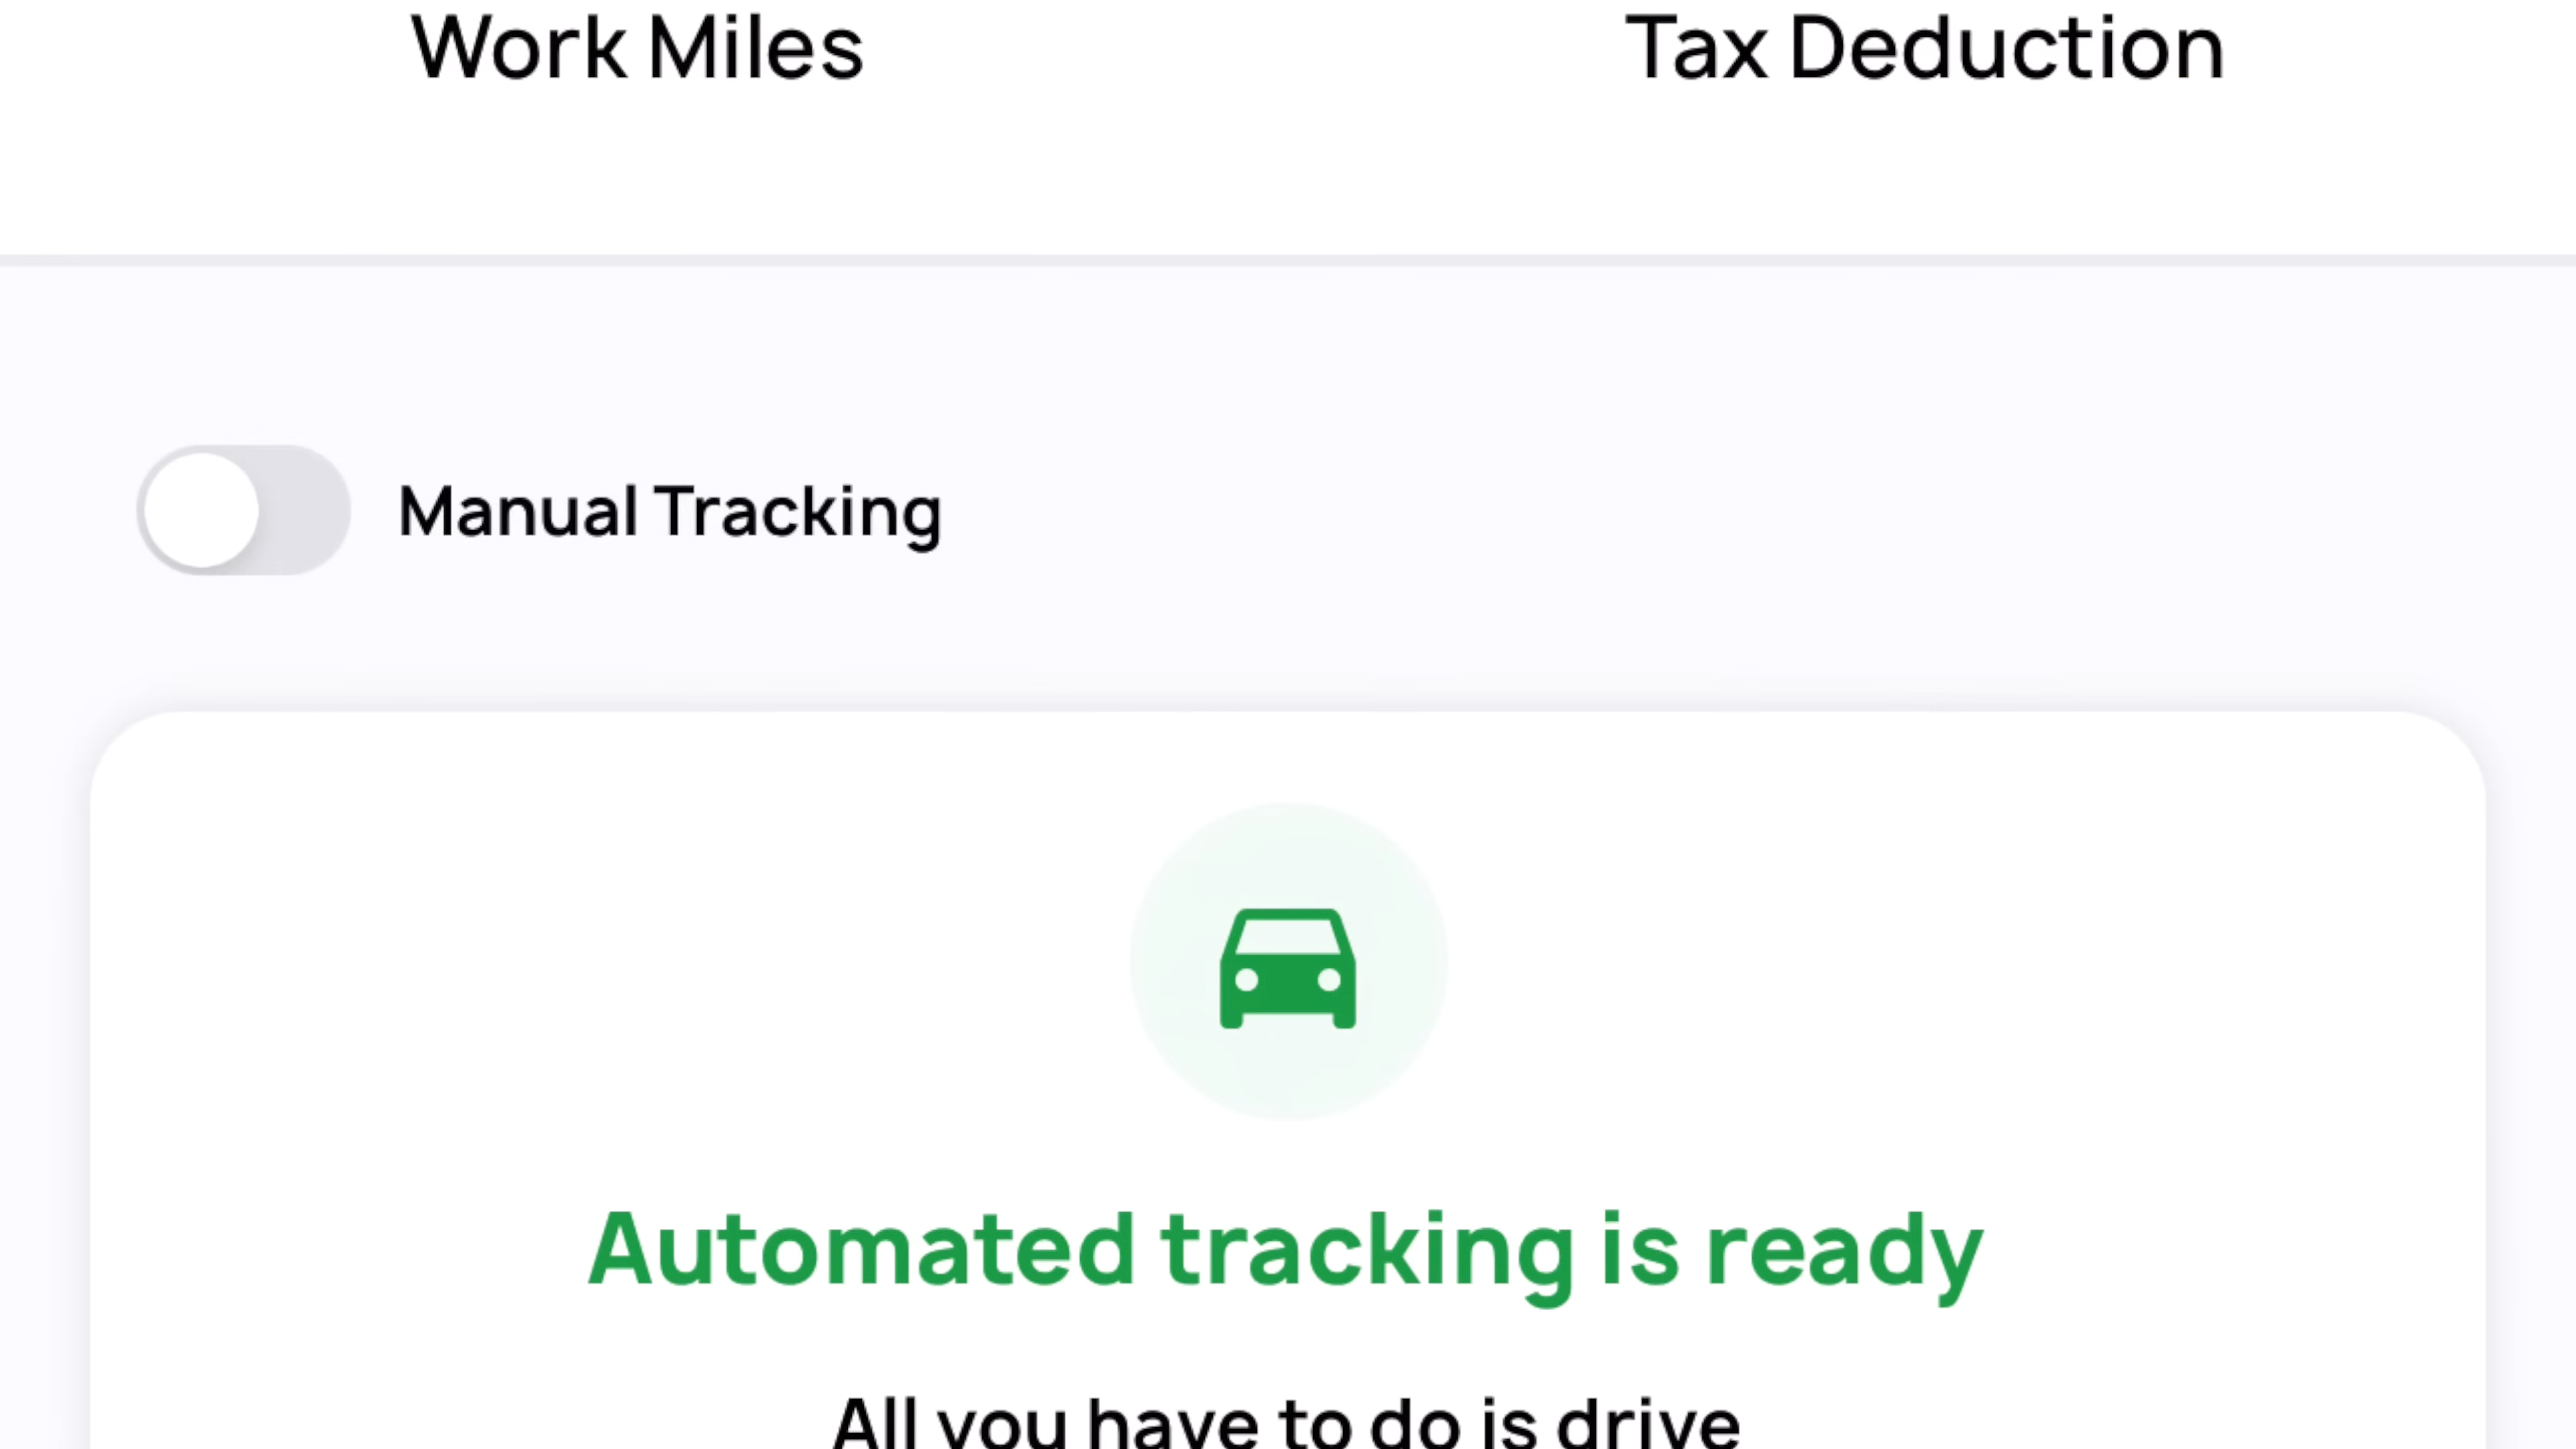 Work Miles
Tax Deduction
Manual Tracking
Automated tracking is ready
All you have to do is drive